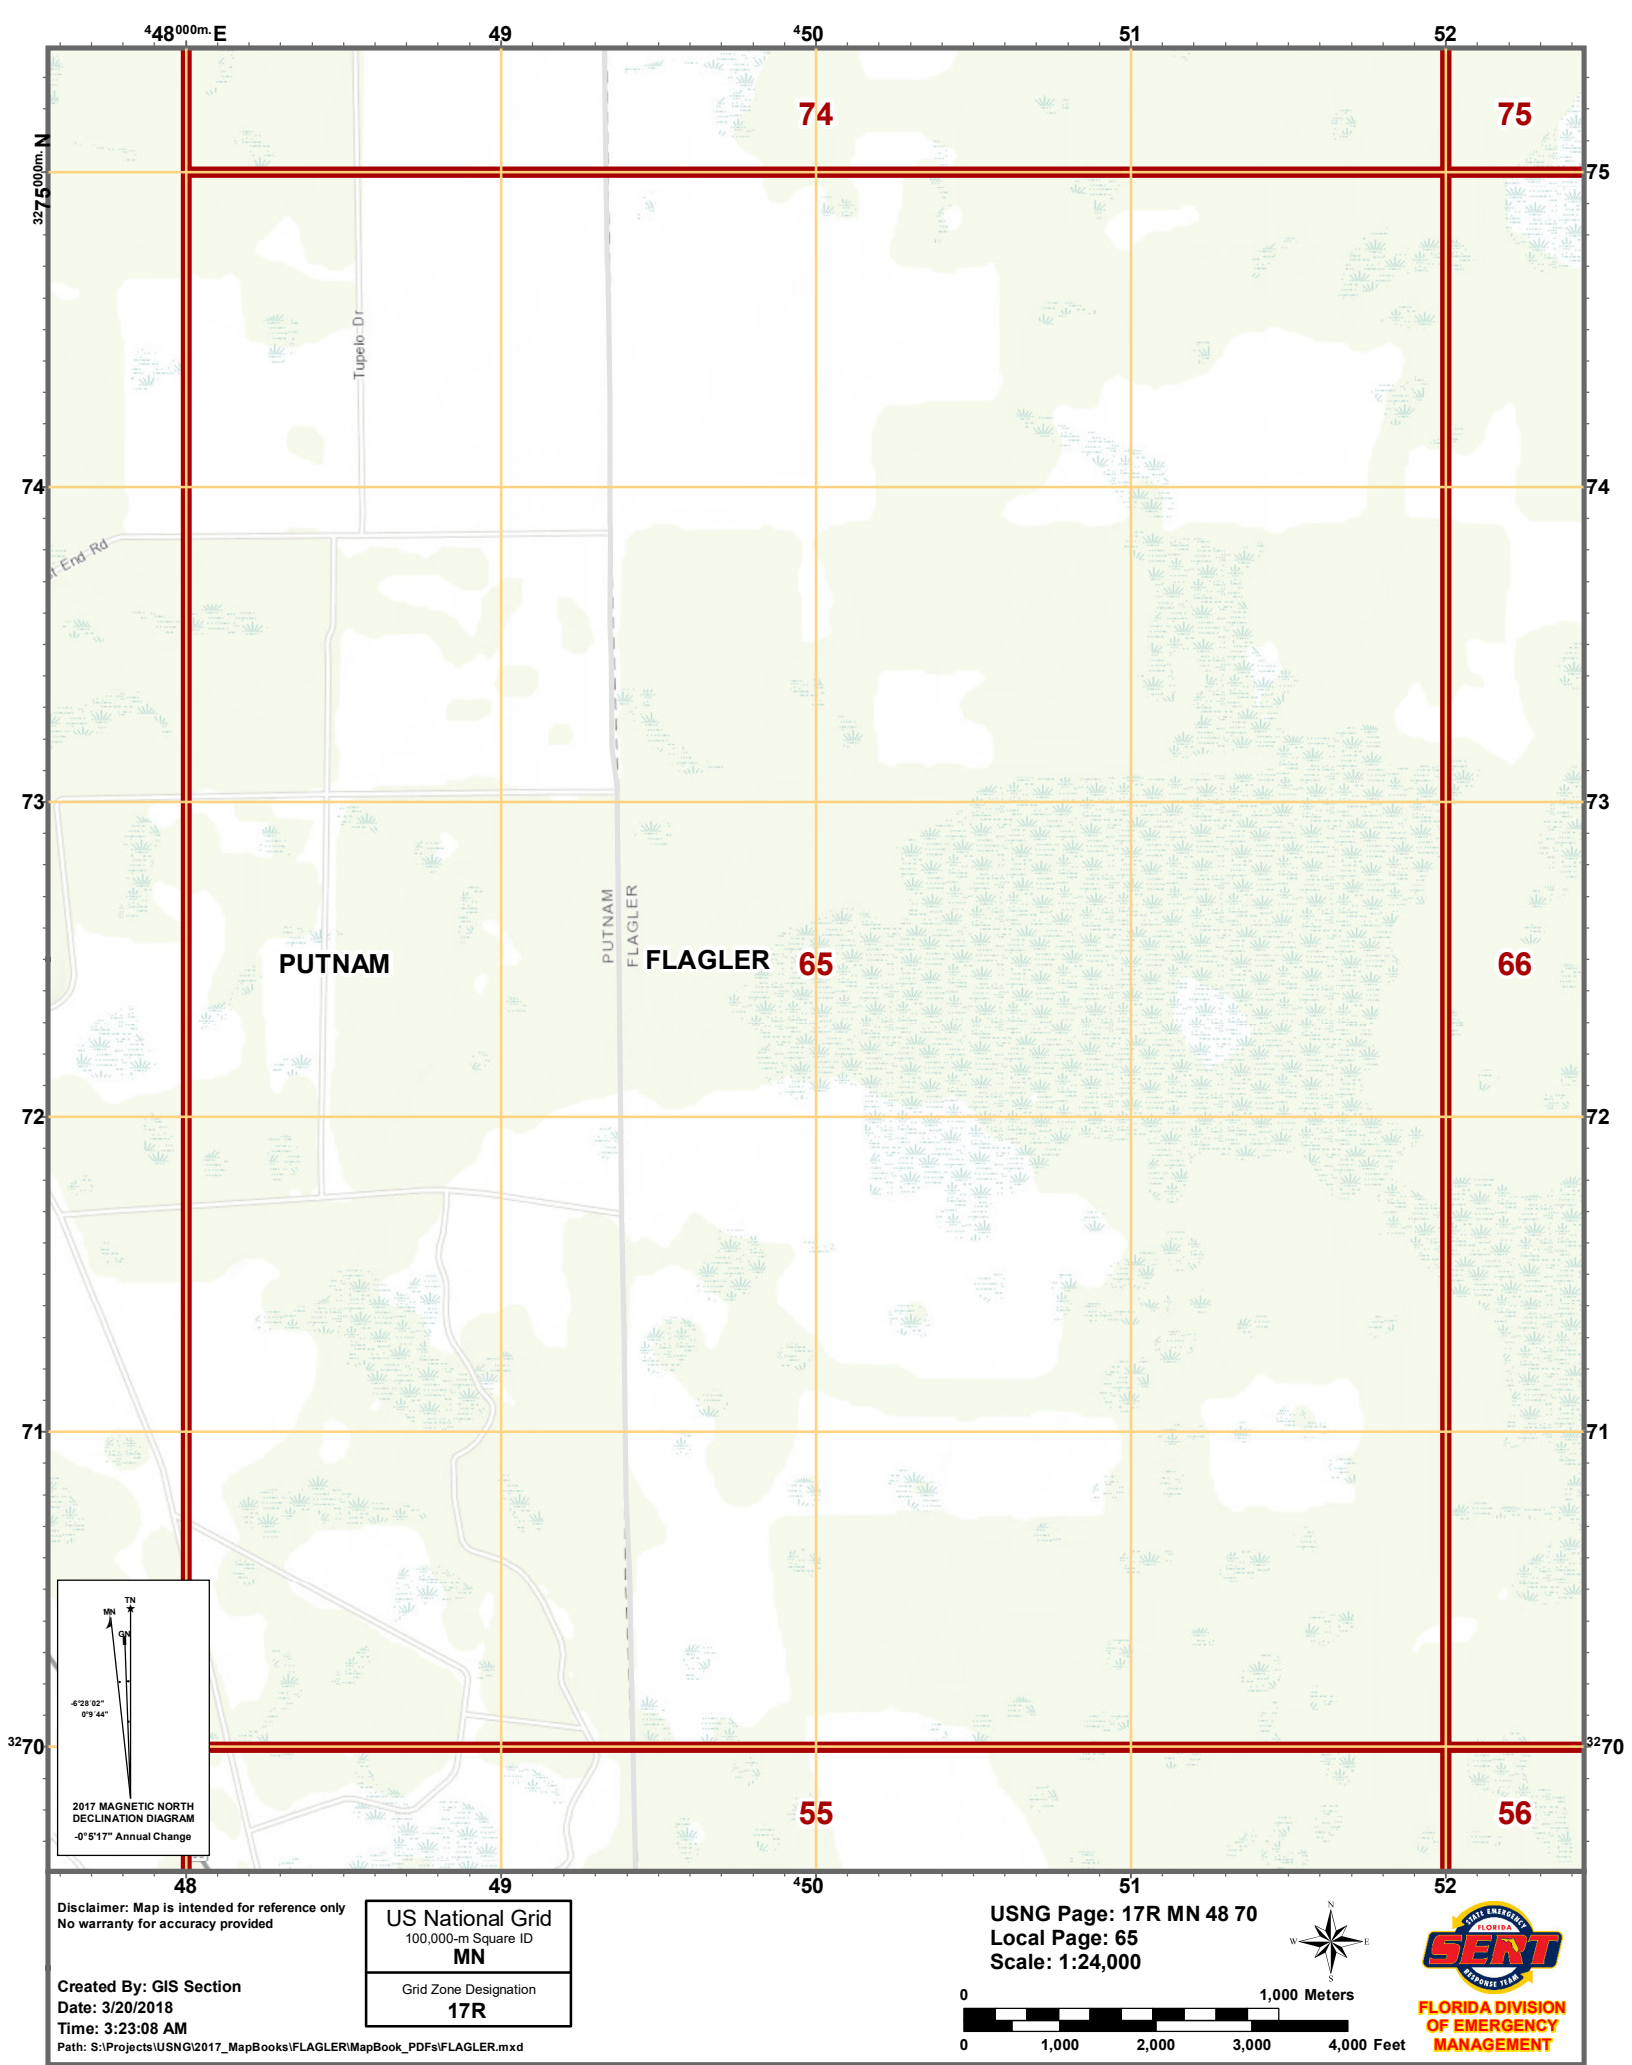 448000m. E 49 450 51 52
74 75
3275000m. N 75
Tupelo Dr
74 74
t End Rd
73 73
PUTNAM
FLAGLER
PUTNAM FLAGLER 65 66
72 72
71 71
TN
MN
GN
-6°28'02"
0°9'44"
2017 MAGNETIC NORTH
DECLINATION DIAGRAM
-0°5'17" Annual Change
3270 3270
55 56
48 49 450 51 52
Disclaimer: Map is intended for reference only
No warranty for accuracy provided
Created By: GIS Section
Date: 3/20/2018
Time: 3:23:08 AM
Path: S:\Projects\USNG\2017_MapBooks\FLAGLER\MapBook_PDFs\FLAGLER.mxd
US National Grid
100,000-m Square ID
MN
Grid Zone Designation
17R
USNG Page: 17R MN 48 70
Local Page: 65
Scale: 1:24,000
N
W E
S
0 1,000 Meters
0 1,000 2,000 3,000 4,000 Feet
STATE EMERGENCY
FLORIDA
SERT
RESPONSE TEAM
FLORIDA DIVISION
OF EMERGENCY
MANAGEMENT